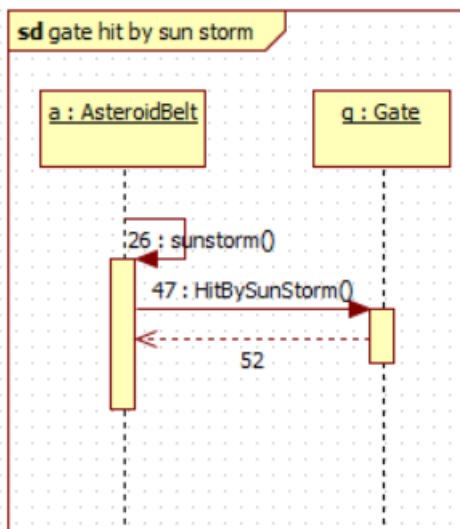 sd gate hit by sun storm
a : AsteroidBelt
g : Gate
26 : sunstorm()
47 : HitBySunStorm()
52